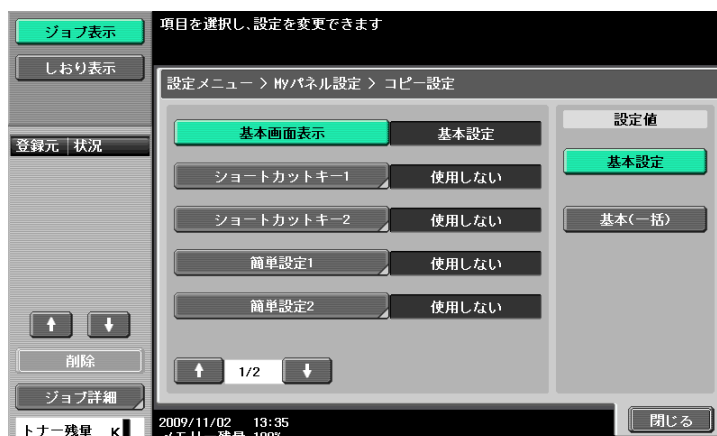 ジョブ表示
しおり表示
登録元 状況
削除
ジョブ詳細
トナー残量 K
項目を選択し、設定を変更できます
設定メニュー > Myパネル設定 > コピー設定
基本画面表示 基本設定
ショートカットキー1 使用しない
ショートカットキー2 使用しない
簡単設定1 使用しない
簡単設定2 使用しない
1/2
設定値
基本設定
基本(一括)
2009/11/02 13:35
メモリー残量 100%
閉じる